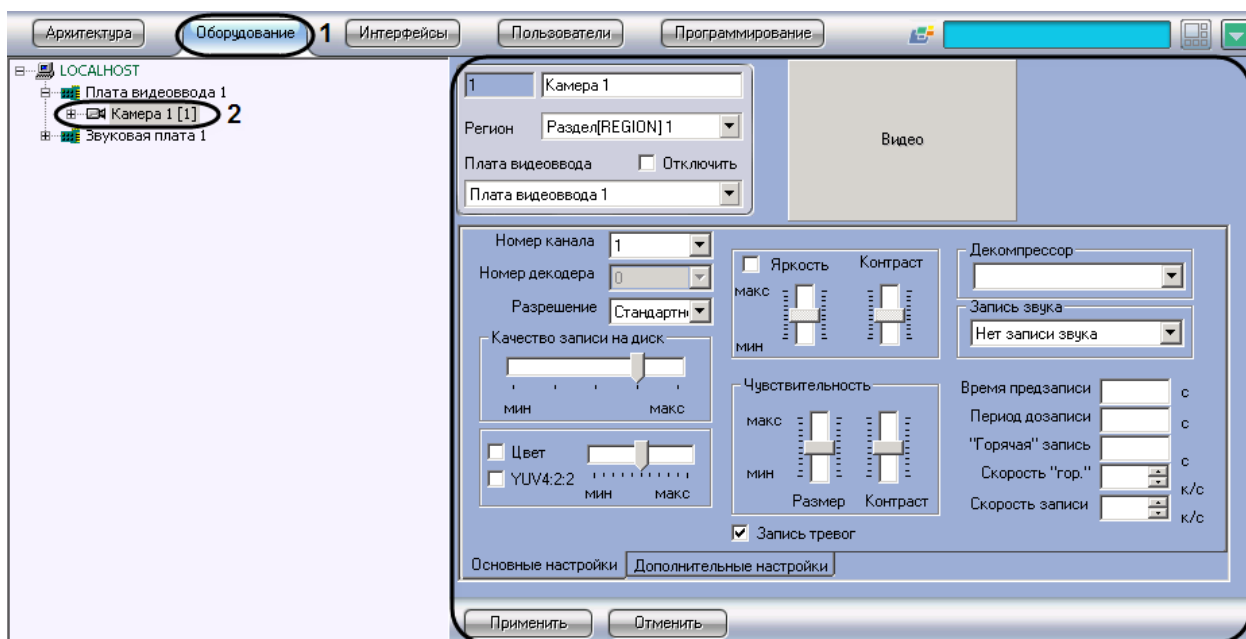 Архитектура
Оборудование
1
Интерфейсы
Пользователи
Программирование
LOCALHOST
Плата видеоввода 1
Камера 1 [1]
2
Звуковая плата 1
1
Камера 1
Регион
Раздел[REGION] 1
Плата видеоввода
Отключить
Плата видеоввода 1
Видео
Номер канала
1
Номер декодера
0
Разрешение
Стандартн
Качество записи на диск
мин
макс
Цвет
YUV4:2:2
мин
макс
Яркость
Контраст
макс
мин
Чувствительность
макс
мин
Размер
Контраст
Запись тревог
Декомпрессор
Запись звука
Нет записи звука
Время предзаписи
с
Период дозаписи
с
"Горячая" запись
с
Скорость "гор."
к/с
Скорость записи
к/с
Основные настройки
Дополнительные настройки
Применить
Отменить